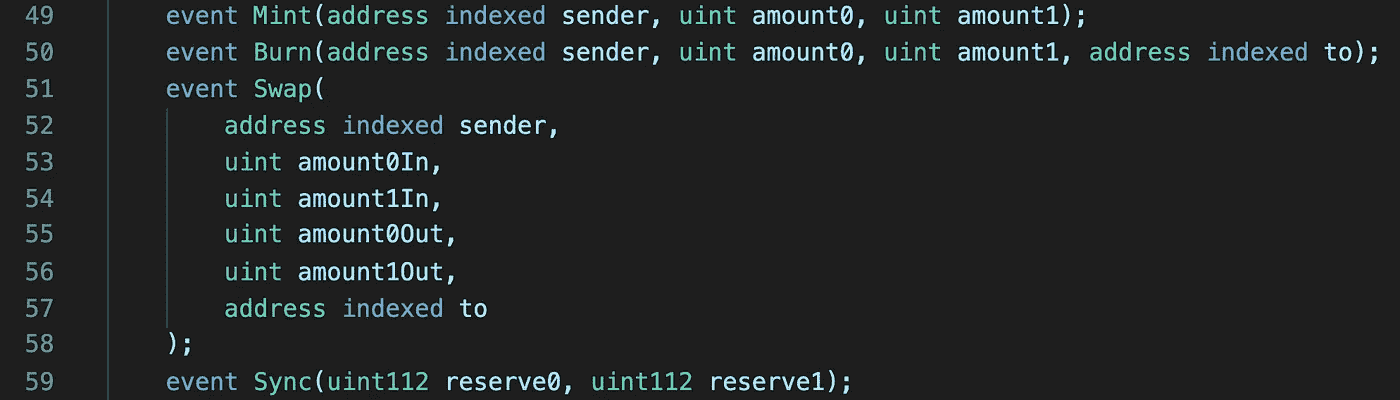 49 event Mint(address indexed sender, uint amount0, uint amount1);
50 event Burn(address indexed sender, uint amount0, uint amount1, address indexed to);
51 event Swap(
52 address indexed sender,
53 uint amount0In,
54 uint amount1In,
55 uint amount0Out,
56 uint amount1Out,
57 address indexed to
58 );
59 event Sync(uint112 reserve0, uint112 reserve1);